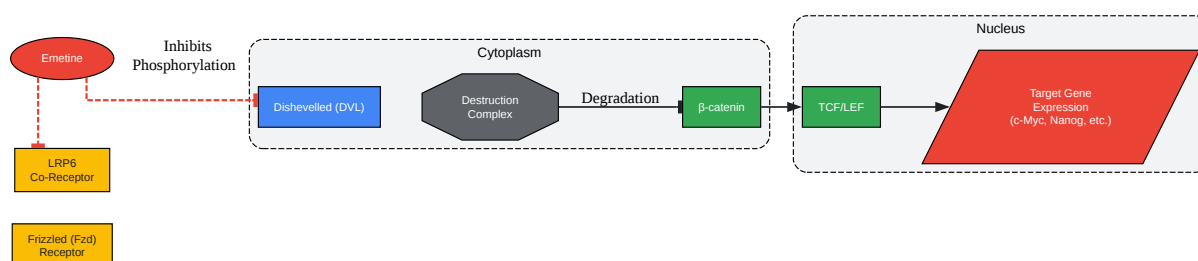 Nucleus
Emetine
Inhibits
Phosphorylation
Cytoplasm
Dishevelled (DVL)
Destruction
Complex
Degradation
β-catenin
TCF/LEF
Target Gene
Expression
(c-Myc, Nanog, etc.)
LRP6
Co-Receptor
Frizzled (Fzd)
Receptor